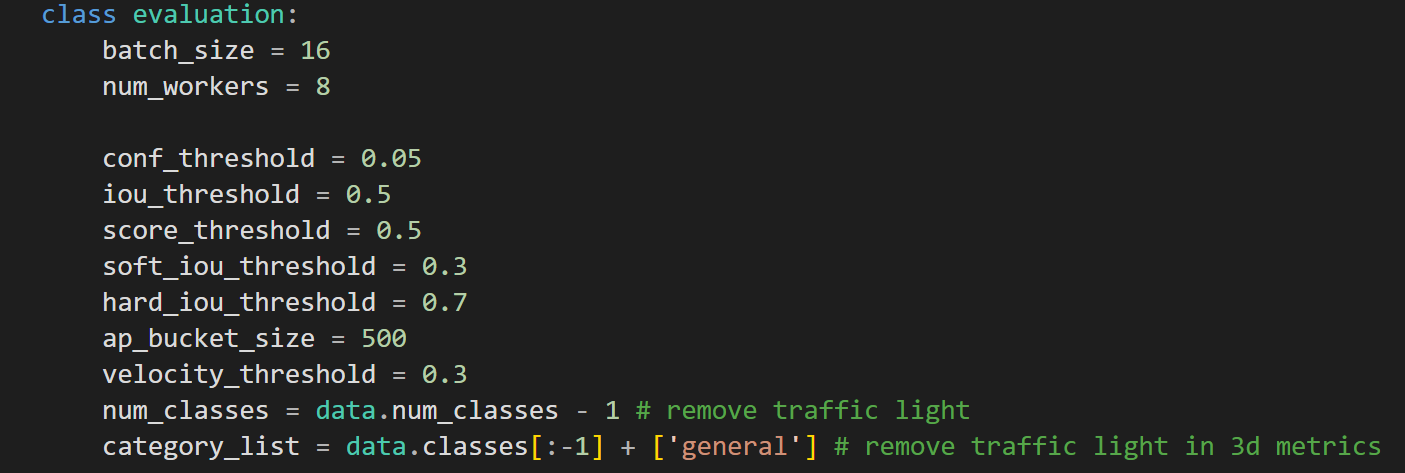 class evaluation:
    batch_size = 16
    num_workers = 8

    conf_threshold = 0.05
    iou_threshold = 0.5
    score_threshold = 0.5
    soft_iou_threshold = 0.3
    hard_iou_threshold = 0.7
    ap_bucket_size = 500
    velocity_threshold = 0.3
    num_classes = data.num_classes - 1 # remove traffic light
    category_list = data.classes[:-1] + ['general'] # remove traffic light in 3d metrics